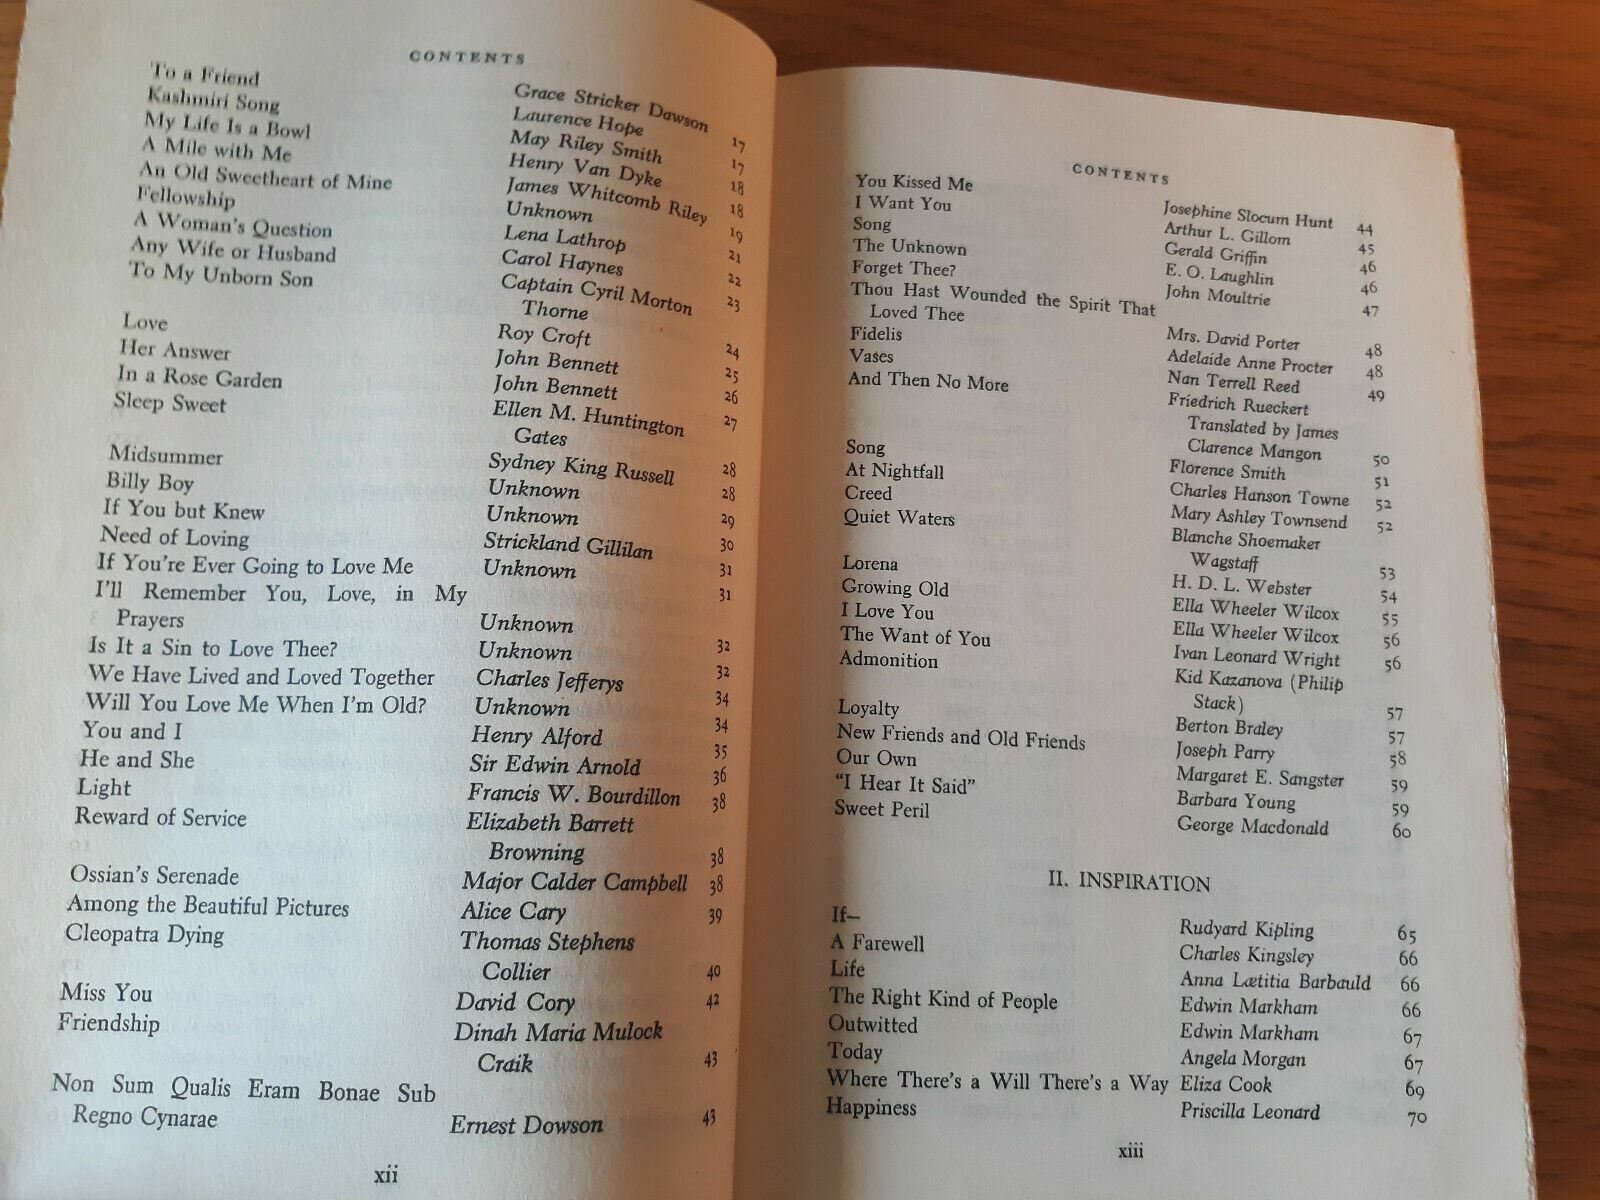 CONTENTS
To a Friend Grace Stricker Dawson 17
Kashmiri Song Laurence Hope 17
My Life Is a Bowl May Riley Smith 18
A Mile with Me Henry Van Dyke 18
An Old Sweetheart of Mine James Whitcomb Riley 19
Fellowship Unknown 21
A Woman's Question Lena Lathrop 22
Any Wife or Husband Carol Haynes 23
To My Unborn Son Captain Cyril Morton
Thorne 24
Love Roy Croft 25
Her Answer John Bennett 26
In a Rose Garden John Bennett 27
Sleep Sweet Ellen M. Huntington
Gates 28
Midsummer Sydney King Russell 28
Billy Boy Unknown 29
If You but Knew Unknown 30
Need of Loving Strickland Gillilan 31
If You're Ever Going to Love Me Unknown 31
I'll Remember You, Love, in My
Prayers Unknown 32
Is It a Sin to Love Thee? Unknown 32
We Have Lived and Loved Together Charles Jefferys 34
Will You Love Me When I'm Old? Unknown 34
You and I Henry Alford 35
He and She Sir Edwin Arnold 36
Light Francis W. Bourdillon 38
Reward of Service Elizabeth Barrett
Browning 38
Ossian's Serenade Major Calder Campbell 38
Among the Beautiful Pictures Alice Cary 39
Cleopatra Dying Thomas Stephens
Collier 40
Miss You David Cory 42
Friendship Dinah Maria Mulock
Craik 43
Non Sum Qualis Eram Bonae Sub
Regno Cynarae Ernest Dowson 43
xii
CONTENTS
You Kissed Me Josephine Slocum Hunt 44
I Want You Arthur L. Gillom 45
Song Gerald Griffin 46
The Unknown E. O. Laughlin 46
Forget Thee? John Moultrie 47
Thou Hast Wounded the Spirit That
Loved Thee Mrs. David Porter 48
Fidelis Adelaide Anne Procter 48
Vases Nan Terrell Reed 49
And Then No More Friedrich Rueckert
Translated by James
Clarence Mangon 50
Song Florence Smith 51
At Nightfall Charles Hanson Towne 52
Creed Mary Ashley Townsend 52
Quiet Waters Blanche Shoemaker
Wagstaff 53
Lorena H. D. L. Webster 54
Growing Old Ella Wheeler Wilcox 55
I Love You Ella Wheeler Wilcox 56
The Want of You Ivan Leonard Wright 56
Admonition Kid Kazanova (Philip
Stack) 57
Loyalty Berton Braley 57
New Friends and Old Friends Joseph Parry 58
Our Own Margaret E. Sangster 59
"I Hear It Said" Barbara Young 59
Sweet Peril George Macdonald 60
II. INSPIRATION
If— Rudyard Kipling 65
A Farewell Charles Kingsley 66
Life Anna Lætitia Barbauld 66
The Right Kind of People Edwin Markham 66
Outwitted Edwin Markham 67
Today Angela Morgan 67
Where There's a Will There's a Way Eliza Cook 69
Happiness Priscilla Leonard 70
xiii